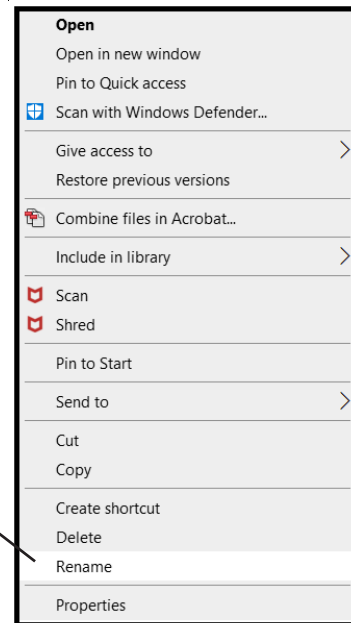 Open
Open in new window
Pin to Quick access
Scan with Windows Defender...
Give access to
Restore previous versions
Combine files in Acrobat...
Include in library
Scan
Shred
Pin to Start
Send to
Cut
Copy
Create shortcut
Delete
Rename
Properties